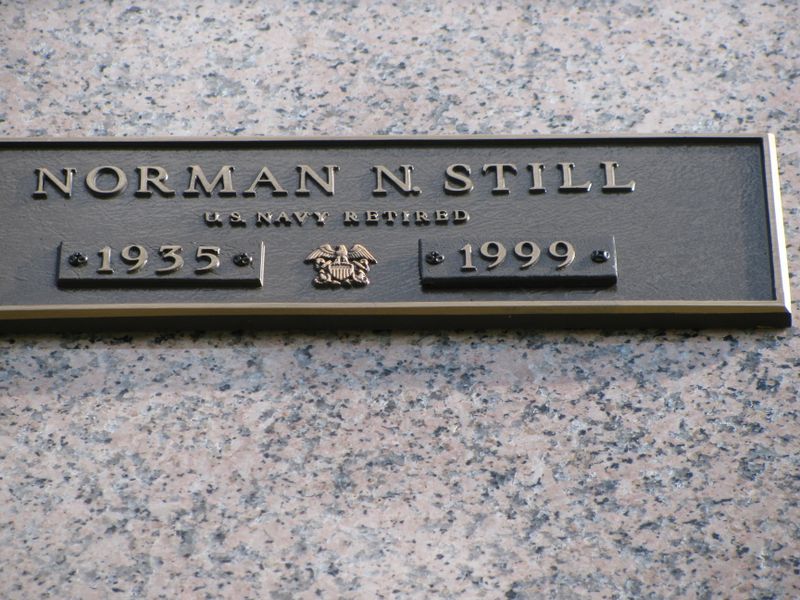 NORMAN N. STILL
U.S. NAVY RETIRED
1935 1999